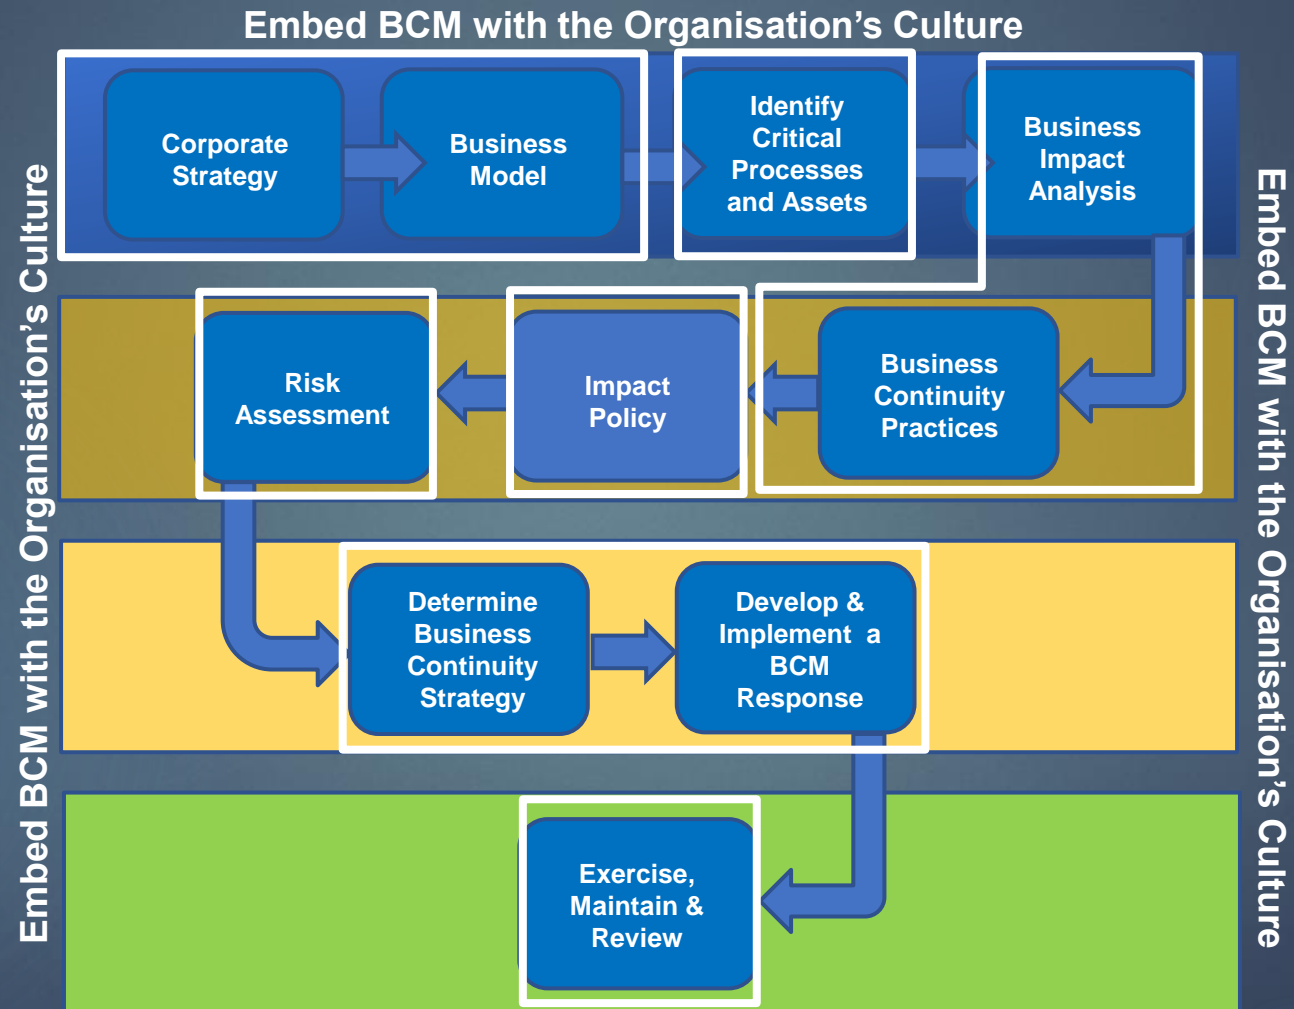 Embed BCM with the Organisation’s Culture
Corporate
Strategy
Business
Model
Identify
Critical
Processes
and Assets
Business
Impact
Analysis
Risk
Assessment
Impact
Policy
Business
Continuity
Practices
Determine
Business
Continuity
Strategy
Develop &
Implement a
BCM
Response
Exercise,
Maintain &
Review
Embed BCM with the Organisation’s Culture
Embed BCM with the Organisation’s Culture